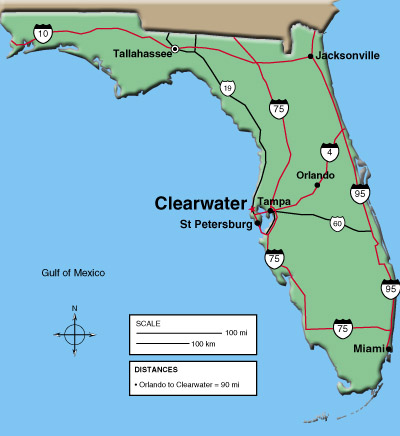 10
Tallahassee
Jacksonville
19
75
4
Orlando
95
Clearwater
Tampa
St Petersburg
60
75
Gulf of Mexico
95
N
SCALE
100 mi
100 km
75
Miami
DISTANCES
• Orlando to Clearwater = 90 mi